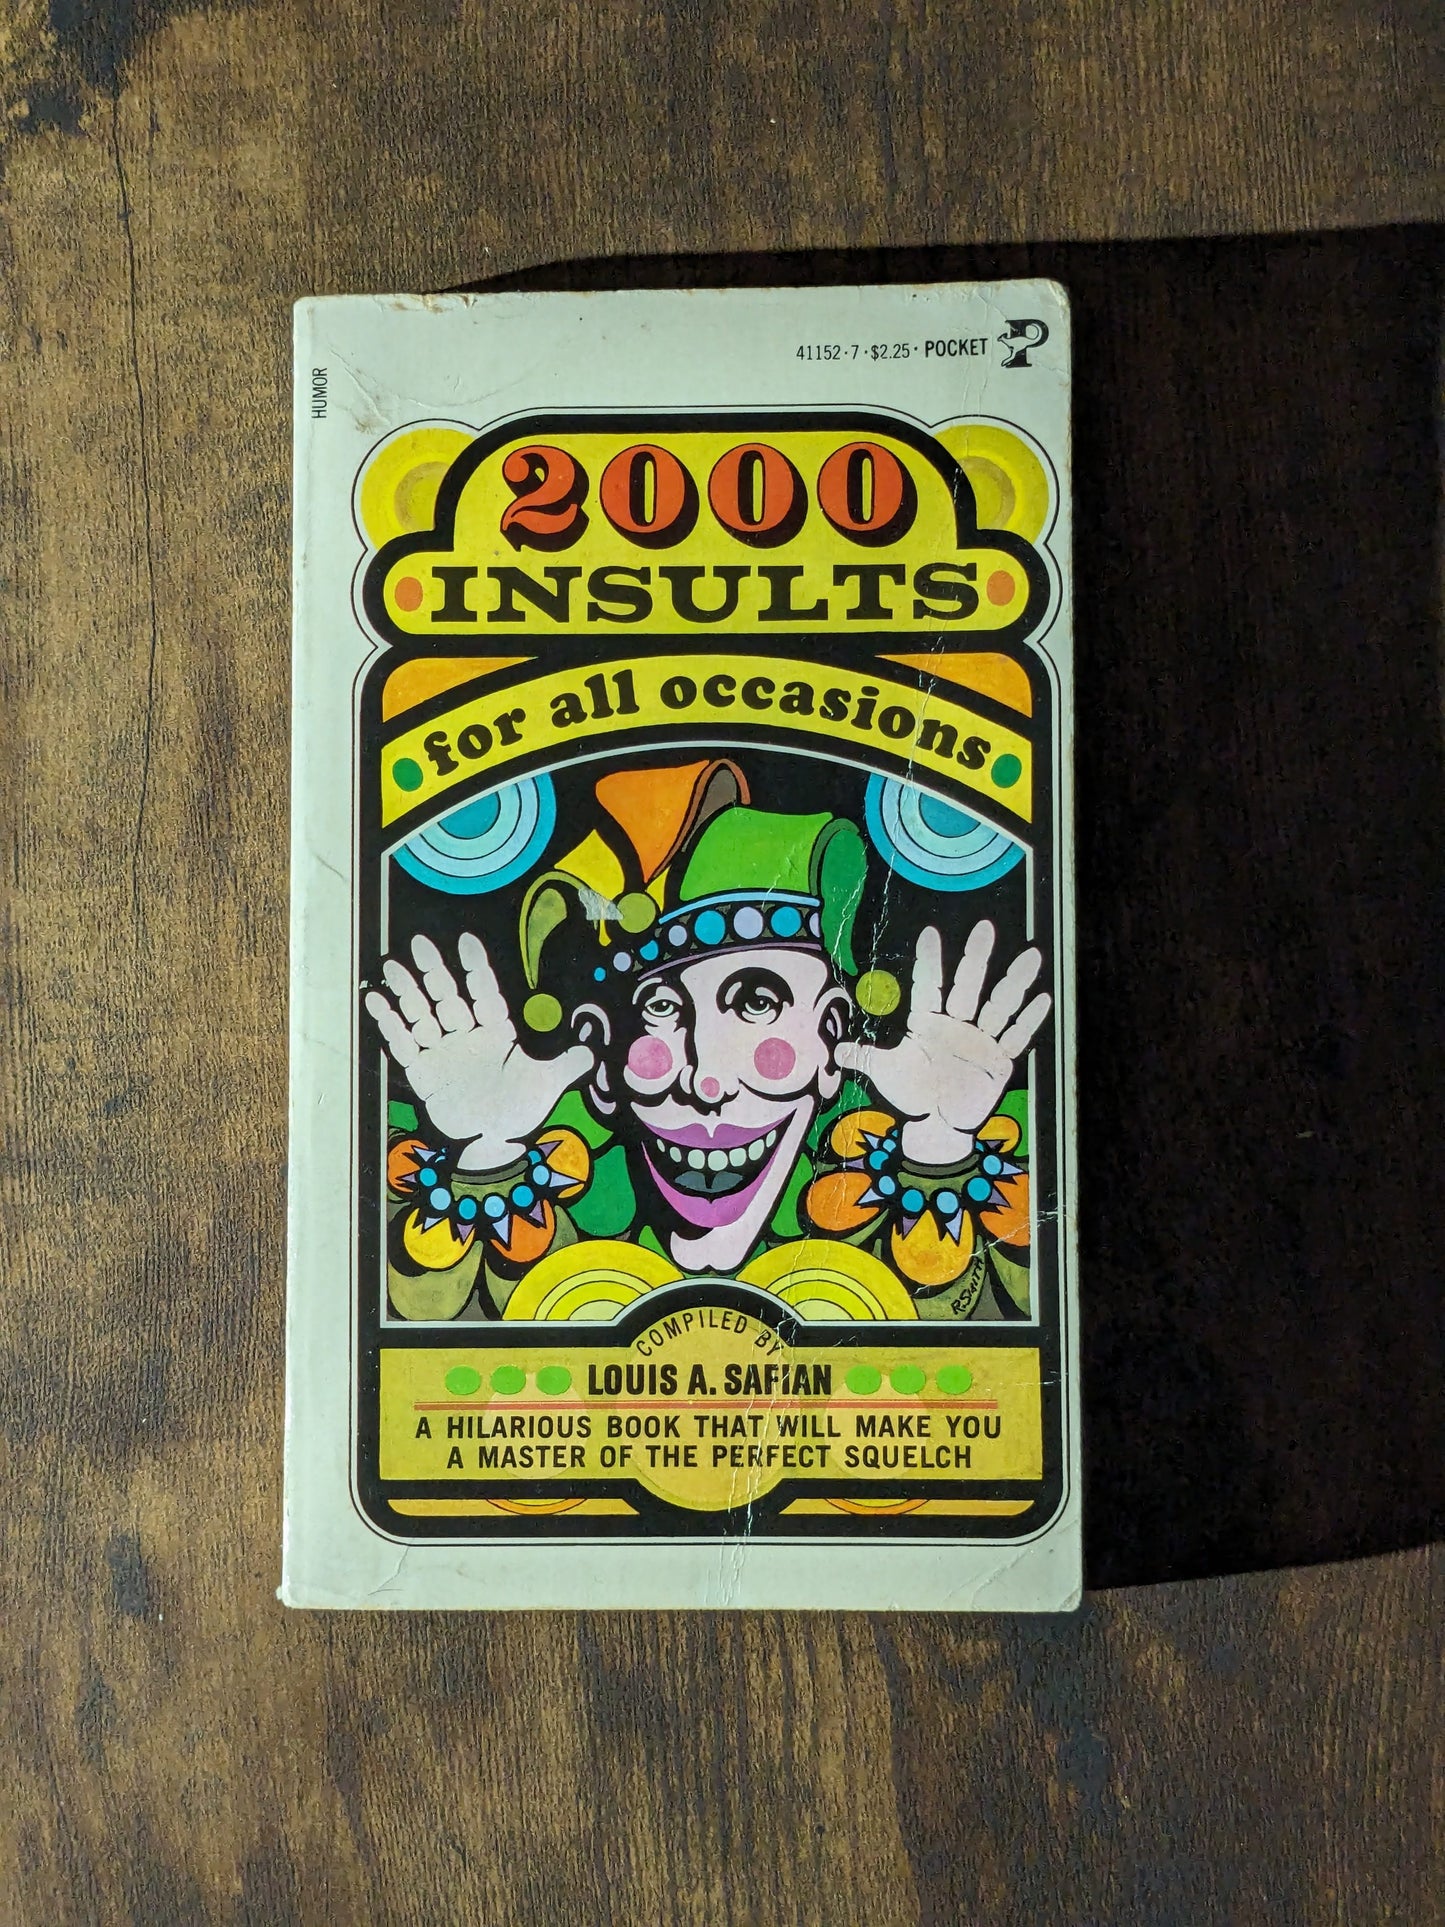 41152·7·$2.25·POCKET P
HUMOR
2000
INSULTS
for all occasions
R.SMITH
COMPILED BY
LOUIS A. SAFIAN
A HILARIOUS BOOK THAT WILL MAKE YOU
A MASTER OF THE PERFECT SQUELCH